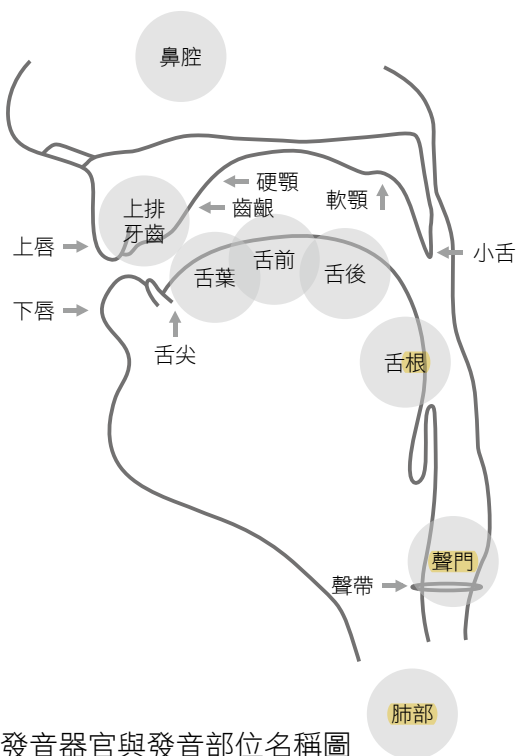 鼻腔
硬顎
齒齦
軟顎
上排
牙齒
上唇
小舌
舌葉
舌前
舌後
下唇
舌尖
舌根
聲門
聲帶
肺部
發音器官與發音部位名稱圖